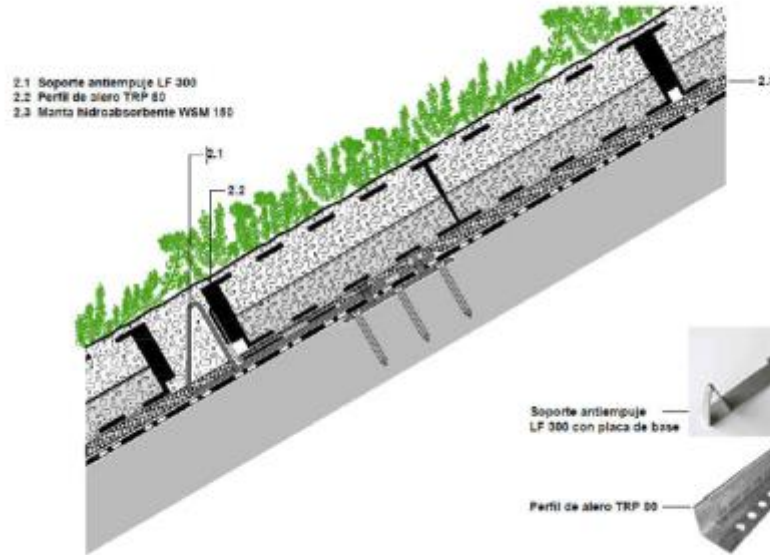 2.1 Soporte antiempuje LF 300
2.2 Perfil de alero TRP 80
2.3 Manta hidroabsorbente WSM 150
2.1
2.2
Soporte antiempuje
LF 300 con placa de base
Perfil de alero TRP 80